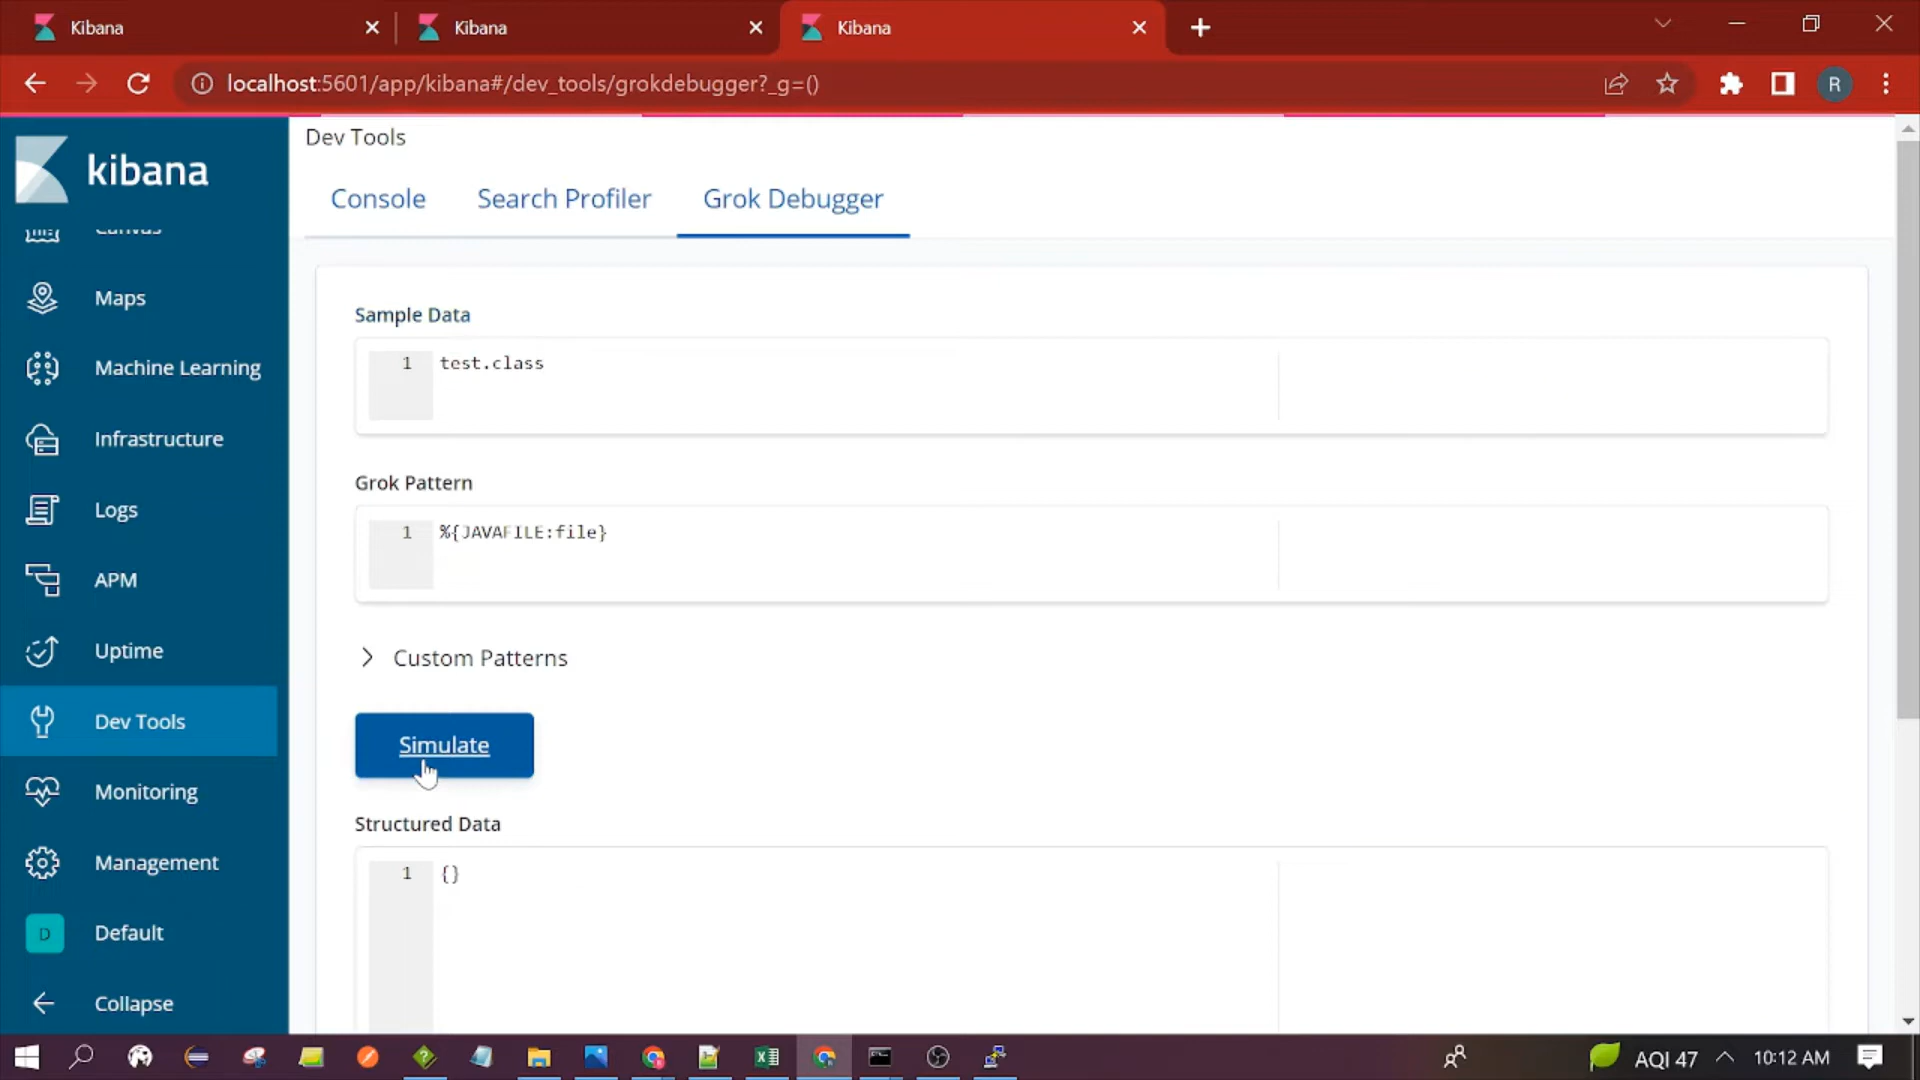 Kibana
Kibana
Kibana
localhost:5601/app/kibana#/dev_tools/grokdebugger?_g=()
R
kibana
Canvas
Maps
Machine Learning
Infrastructure
Logs
APM
Uptime
Dev Tools
Monitoring
Management
D Default
Collapse
Dev Tools
Console Search Profiler Grok Debugger
Sample Data
1 test.class
Grok Pattern
1 %{JAVAFILE:file}
Custom Patterns
Simulate
Structured Data
1 {}
AQI 47
10:12 AM